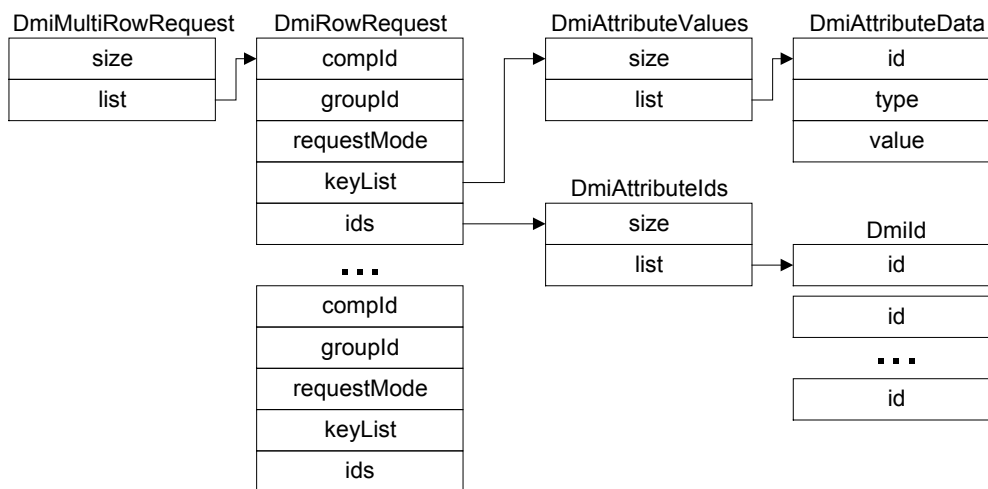 DmiMultiRowRequest
size
list
DmiRowRequest
compId
groupId
requestMode
keyList
ids
...
compId
groupId
requestMode
keyList
ids
DmiAttributeValues
size
list
DmiAttributeIds
size
list
DmiAttributeData
id
type
value
DmiId
id
id
...
id